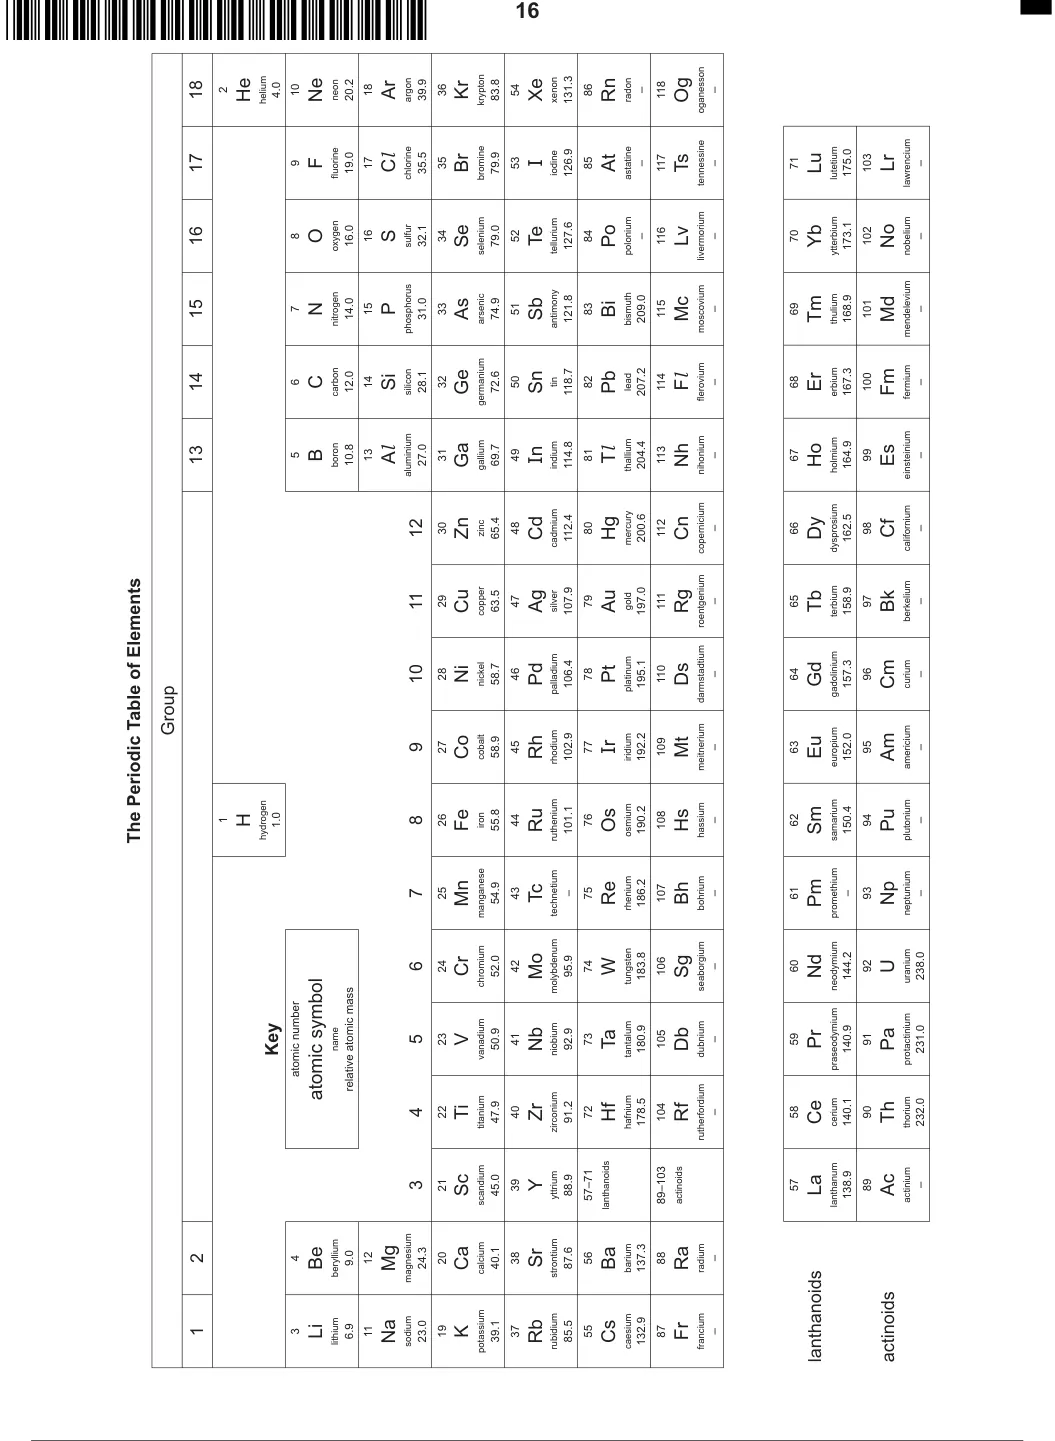 16
The Periodic Table of Elements
Group
1
2
3
4
5
6
7
8
9
10
11
12
13
14
15
16
17
18
Key
atomic number
atomic symbol
name
relative atomic mass
1
H
hydrogen
1.0
2
He
helium
4.0
3
Li
lithium
6.9
4
Be
beryllium
9.0
5
B
boron
10.8
6
C
carbon
12.0
7
N
nitrogen
14.0
8
O
oxygen
16.0
9
F
fluorine
19.0
10
Ne
neon
20.2
11
Na
sodium
23.0
12
Mg
magnesium
24.3
13
Al
aluminium
27.0
14
Si
silicon
28.1
15
P
phosphorus
31.0
16
S
sulfur
32.1
17
Cl
chlorine
35.5
18
Ar
argon
39.9
19
K
potassium
39.1
20
Ca
calcium
40.1
21
Sc
scandium
45.0
22
Ti
titanium
47.9
23
V
vanadium
50.9
24
Cr
chromium
52.0
25
Mn
manganese
54.9
26
Fe
iron
55.8
27
Co
cobalt
58.9
28
Ni
nickel
58.7
29
Cu
copper
63.5
30
Zn
zinc
65.4
31
Ga
gallium
69.7
32
Ge
germanium
72.6
33
As
arsenic
74.9
34
Se
selenium
79.0
35
Br
bromine
79.9
36
Kr
krypton
83.8
37
Rb
rubidium
85.5
38
Sr
strontium
87.6
39
Y
yttrium
88.9
40
Zr
zirconium
91.2
41
Nb
niobium
92.9
42
Mo
molybdenum
95.9
43
Tc
technetium
–
44
Ru
ruthenium
101.1
45
Rh
rhodium
102.9
46
Pd
palladium
106.4
47
Ag
silver
107.9
48
Cd
cadmium
112.4
49
In
indium
114.8
50
Sn
tin
118.7
51
Sb
antimony
121.8
52
Te
tellurium
127.6
53
I
iodine
126.9
54
Xe
xenon
131.3
55
Cs
caesium
132.9
56
Ba
barium
137.3
57–71
lanthanoids
72
Hf
hafnium
178.5
73
Ta
tantalum
180.9
74
W
tungsten
183.8
75
Re
rhenium
186.2
76
Os
osmium
190.2
77
Ir
iridium
192.2
78
Pt
platinum
195.1
79
Au
gold
197.0
80
Hg
mercury
200.6
81
Tl
thallium
204.4
82
Pb
lead
207.2
83
Bi
bismuth
209.0
84
Po
polonium
–
85
At
astatine
–
86
Rn
radon
–
87
Fr
francium
–
88
Ra
radium
–
89–103
actinoids
104
Rf
rutherfordium
–
105
Db
dubnium
–
106
Sg
seaborgium
–
107
Bh
bohrium
–
108
Hs
hassium
–
109
Mt
meitnerium
–
110
Ds
darmstadtium
–
111
Rg
roentgenium
–
112
Cn
copernicium
–
113
Nh
nihonium
–
114
Fl
flerovium
–
115
Mc
moscovium
–
116
Lv
livermorium
–
117
Ts
tennessine
–
118
Og
oganesson
–
lanthanoids
57
La
lanthanum
138.9
58
Ce
cerium
140.1
59
Pr
praseodymium
140.9
60
Nd
neodymium
144.2
61
Pm
promethium
–
62
Sm
samarium
150.4
63
Eu
europium
152.0
64
Gd
gadolinium
157.3
65
Tb
terbium
158.9
66
Dy
dysprosium
162.5
67
Ho
holmium
164.9
68
Er
erbium
167.3
69
Tm
thulium
168.9
70
Yb
ytterbium
173.1
71
Lu
lutetium
175.0
actinoids
89
Ac
actinium
–
90
Th
thorium
232.0
91
Pa
protactinium
231.0
92
U
uranium
238.0
93
Np
neptunium
–
94
Pu
plutonium
–
95
Am
americium
–
96
Cm
curium
–
97
Bk
berkelium
–
98
Cf
californium
–
99
Es
einsteinium
–
100
Fm
fermium
–
101
Md
mendelevium
–
102
No
nobelium
–
103
Lr
lawrencium
–